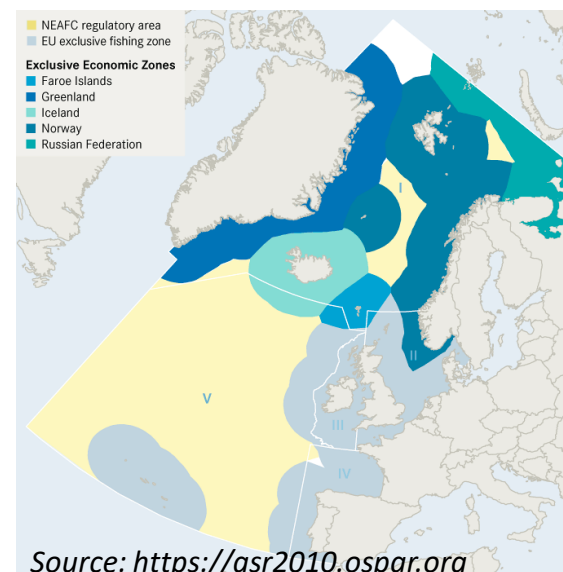 NEAFC regulatory area
EU exclusive fishing zone
Exclusive Economic Zones
Faroe Islands
Greenland
Iceland
Norway
Russian Federation
I
II
III
V
IV
Source: https://qsr2010.ospar.org